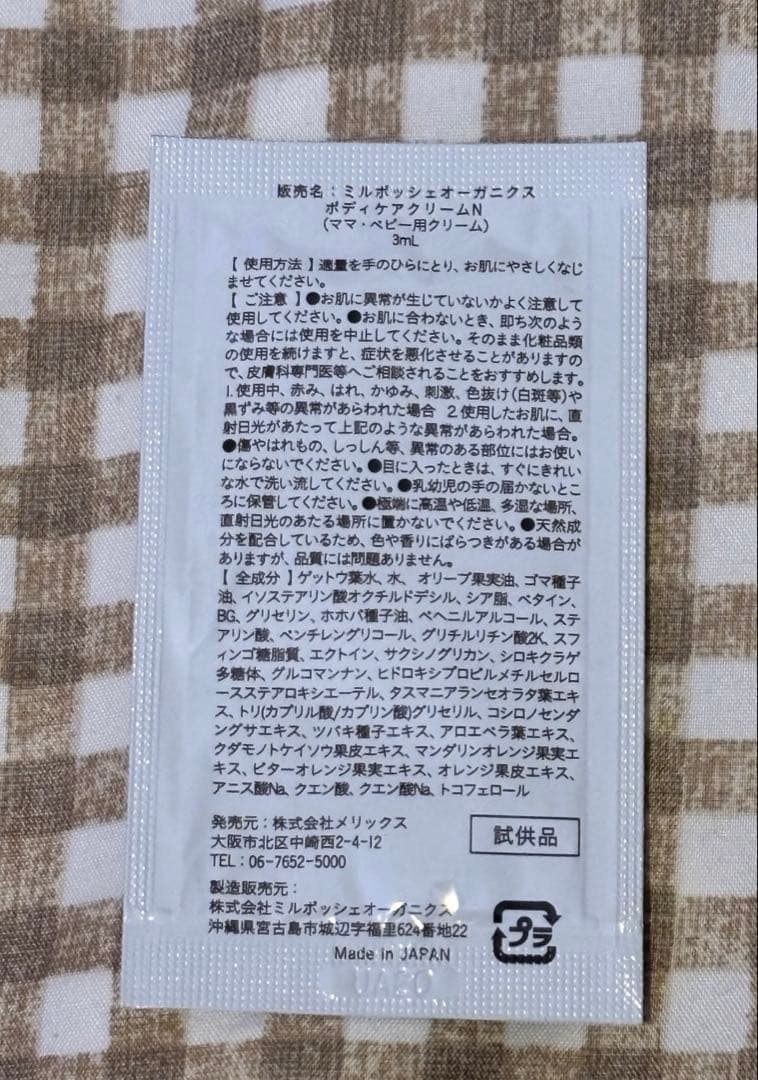 販売名：ミルポッシェオーガニクス
ボディケアクリームN
(ママ・ベビー用クリーム)
3mL
【 使用方法 】適量を手のひらにとり、お肌にやさしくなじ
ませてください。
【 ご注意 】●お肌に異常が生じていないかよく注意して
使用してください。●お肌に合わないとき、即ち次のよう
な場合には使用を中止してください。そのまま化粧品類
の使用を続けますと、症状を悪化させることがありますの
で、皮膚科専門医等へご相談されることをおすすめします。
1.使用中、赤み、はれ、かゆみ、刺激、色抜け(白斑等)や
黒ずみ等の異常があらわれた場合 2.使用したお肌に、直
射日光があたって上記のような異常があらわれた場合。
●傷やはれもの、しっしん等、異常のある部位にはお使い
にならないでください。●目に入ったときは、すぐにきれい
な水で洗い流してください。●乳幼児の手の届かないとこ
ろに保管してください。●極端に高温や低温、多湿な場所、
直射日光のあたる場所に置かないでください。●天然成
分を配合しているため、色や香りにばらつきがある場合が
ありますが、品質には問題ありません。
【 全成分 】ゲットウ葉水、水、オリーブ果実油、ゴマ種子
油、イソステアリン酸オクチルドデシル、シア脂、ベタイン、
BG、グリセリン、ホホバ種子油、ベヘニルアルコール、ステ
アリン酸、ペンチレングリコール、グリチルリチン酸2K、スフ
ィンゴ糖脂質、エクトイン、サクシノグリカン、シロキクラゲ
多糖体、グルコマンナン、ヒドロキシプロピルメチルセルロ
ースステアロキシエーテル、タスマニアランセオラタ葉エキ
ス、トリ(カプリル酸/カプリン酸)グリセリル、コシロノセンダ
ングサエキス、ツバキ種子エキス、アロエベラ葉エキス、
クダモノトケイソウ果皮エキス、マンダリンオレンジ果実エ
キス、ビターオレンジ果実エキス、オレンジ果皮エキス、
アニス酸Na、クエン酸、クエン酸Na、トコフェロール
発売元：株式会社メリックス
大阪市北区中崎西2-4-12
TEL：06-7652-5000
試供品
製造販売元：
株式会社ミルポッシェオーガニクス
沖縄県宮古島市城辺字福里624番地22
Made in JAPAN
プラ